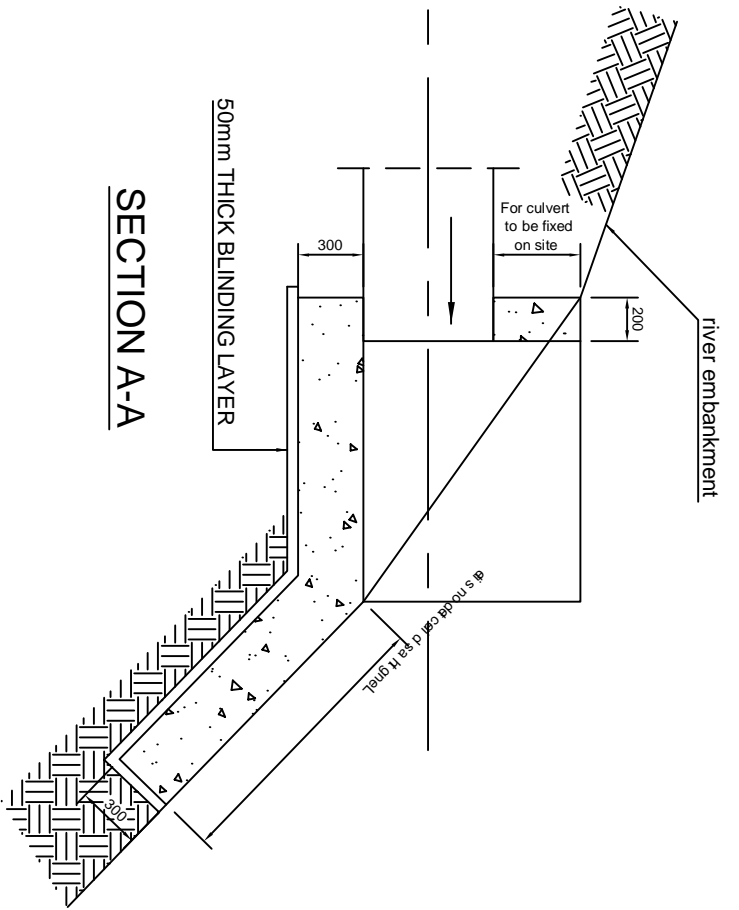 river embankment
For culvert
to be fixed
on site
200
300
50mm THICK BLINDING LAYER
SECTION A-A
300